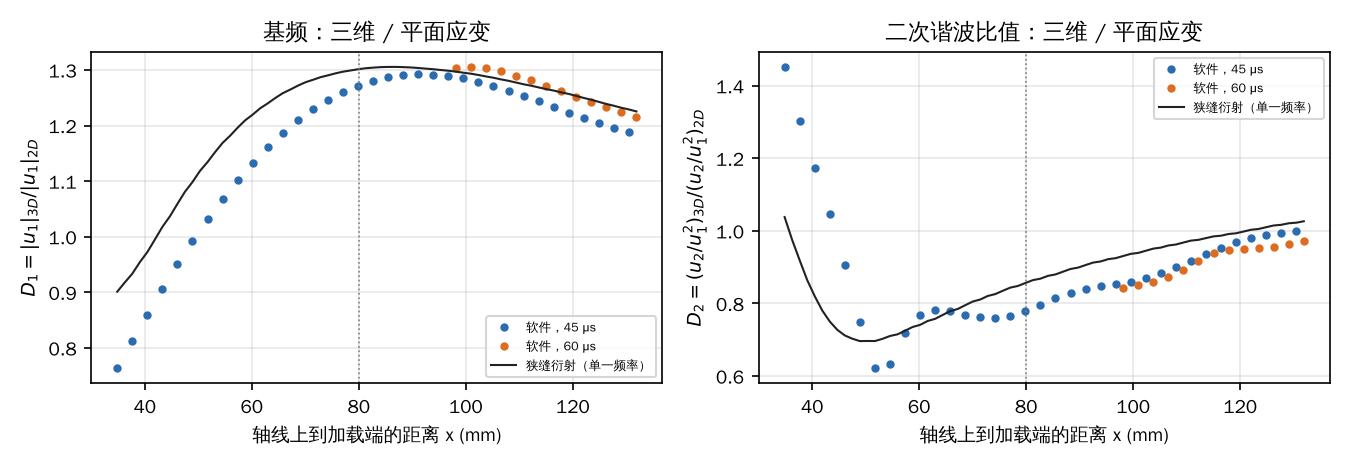 基频：三维 / 平面应变
D₁ = |u₁|₃D/|u₁|₂D
1.3
1.2
1.1
1.0
0.9
0.8
软件，45 μs
软件，60 μs
狭缝衍射（单一频率）
40 60 80 100 120
轴线上到加载端的距离 x (mm)
二次谐波比值：三维 / 平面应变
D₂ = (u₂/u₁²)₃D/(u₂/u₁²)₂D
1.4
1.2
1.0
0.8
0.6
软件，45 μs
软件，60 μs
狭缝衍射（单一频率）
40 60 80 100 120
轴线上到加载端的距离 x (mm)